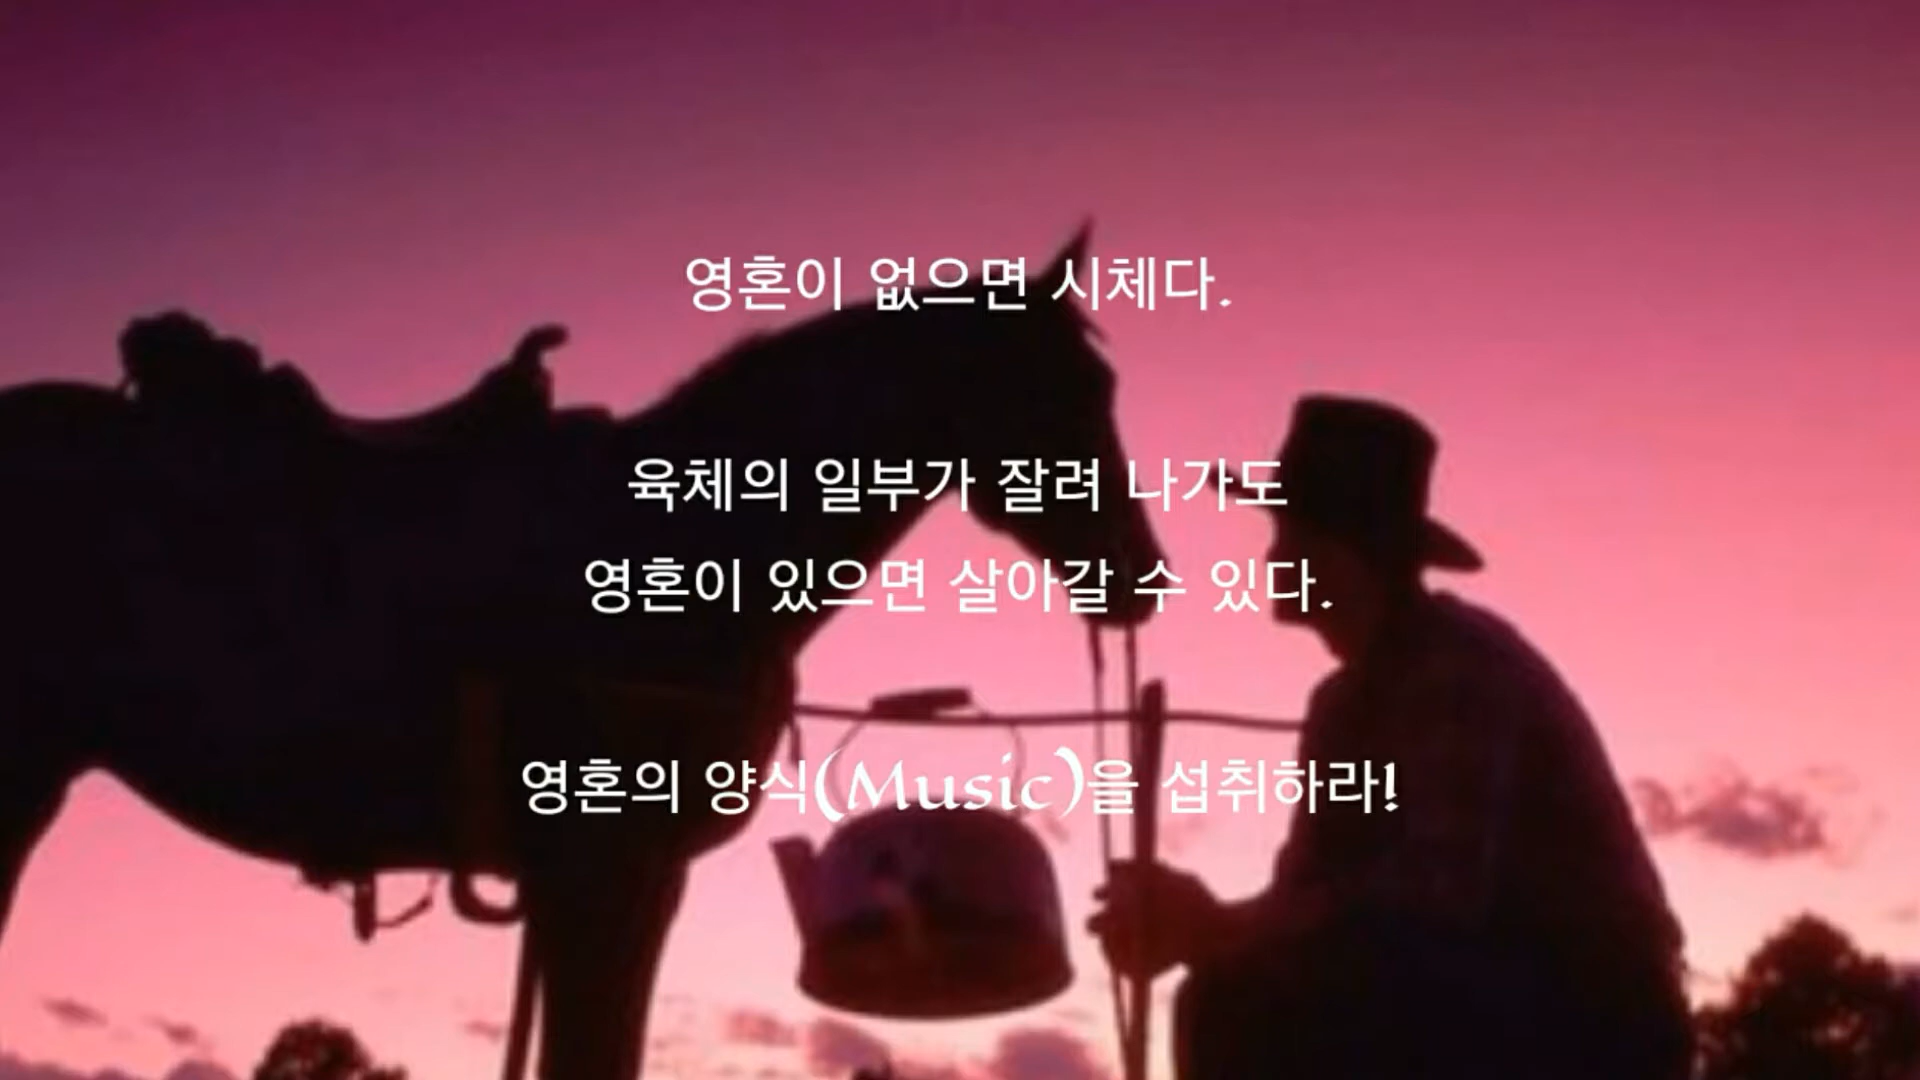 영혼이 없으면 시체다.
육체의 일부가 잘려 나가도
영혼이 있으면 살아갈 수 있다.
영혼의 양식(Music)을 섭취하라!